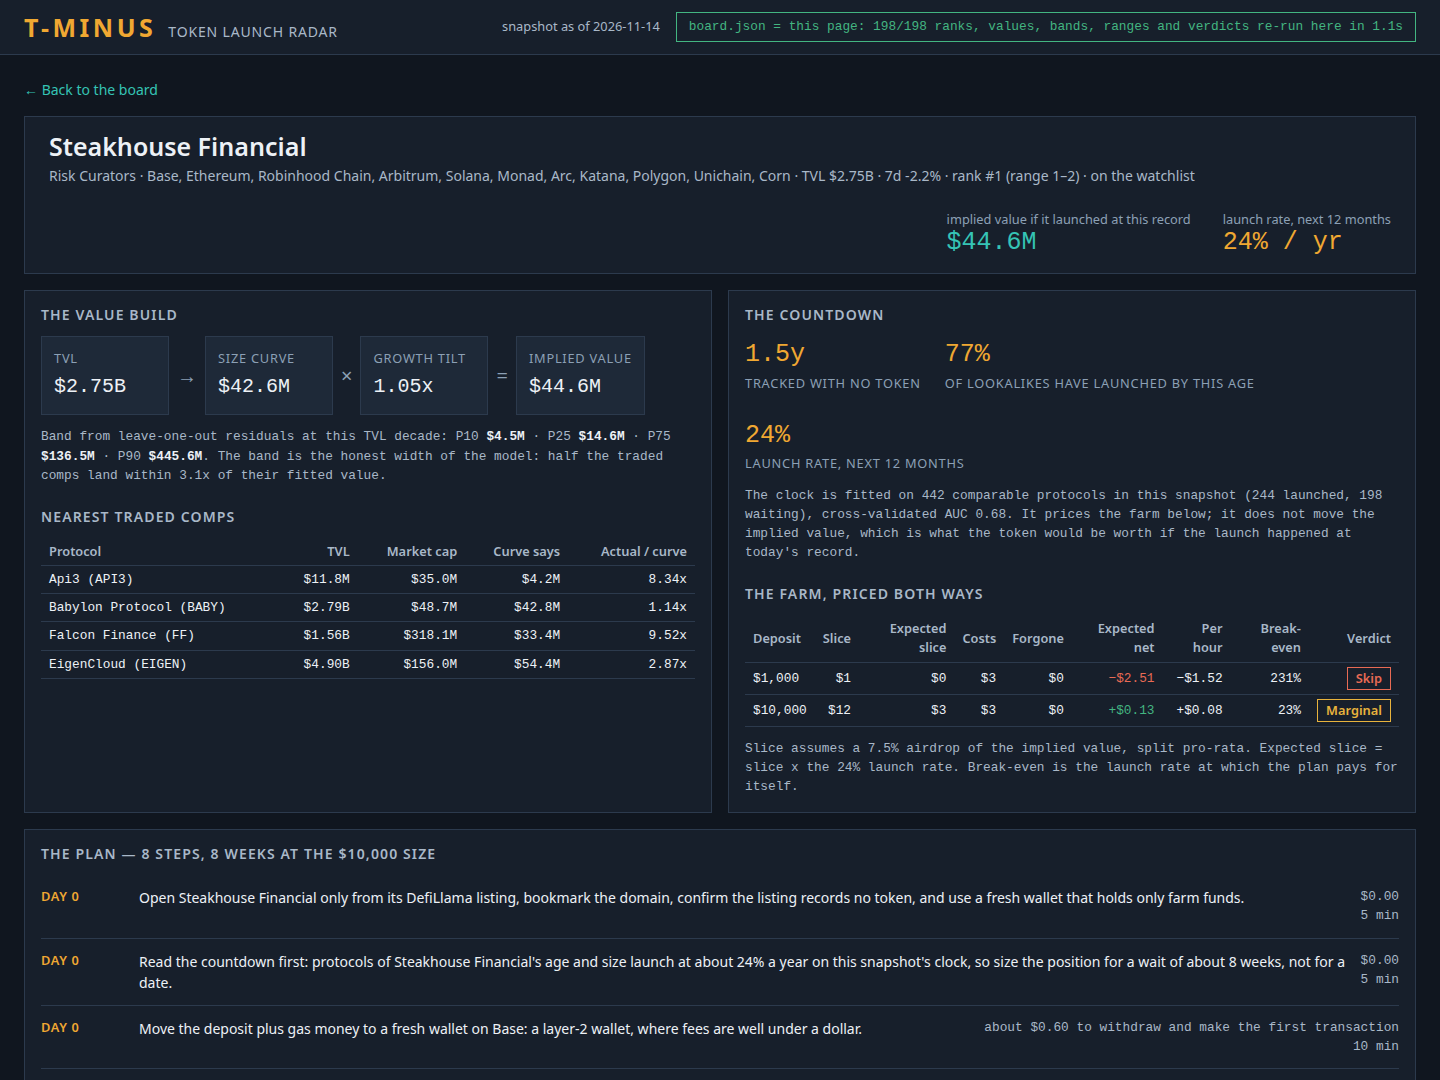 T-MINUS TOKEN LAUNCH RADAR
snapshot as of 2026-11-14
board.json = this page: 198/198 ranks, values, bands, ranges and verdicts re-run here in 1.1s
← Back to the board
Steakhouse Financial
Risk Curators · Base, Ethereum, Robinhood Chain, Arbitrum, Solana, Monad, Arc, Katana, Polygon, Unichain, Corn · TVL $2.75B · 7d -2.2% · rank #1 (range 1–2) · on the watchlist
implied value if it launched at this record
$44.6M
launch rate, next 12 months
24% / yr
THE VALUE BUILD
TVL
$2.75B
→
SIZE CURVE
$42.6M
×
GROWTH TILT
1.05x
=
IMPLIED VALUE
$44.6M
Band from leave-one-out residuals at this TVL decade: P10 $4.5M · P25 $14.6M · P75
$136.5M · P90 $445.6M. The band is the honest width of the model: half the traded
comps land within 3.1x of their fitted value.
NEAREST TRADED COMPS
Protocol TVL Market cap Curve says Actual / curve
Api3 (API3) $11.8M $35.0M $4.2M 8.34x
Babylon Protocol (BABY) $2.79B $48.7M $42.8M 1.14x
Falcon Finance (FF) $1.56B $318.1M $33.4M 9.52x
EigenCloud (EIGEN) $4.90B $156.0M $54.4M 2.87x
THE COUNTDOWN
1.5y
TRACKED WITH NO TOKEN
77%
OF LOOKALIKES HAVE LAUNCHED BY THIS AGE
24%
LAUNCH RATE, NEXT 12 MONTHS
The clock is fitted on 442 comparable protocols in this snapshot (244 launched, 198
waiting), cross-validated AUC 0.68. It prices the farm below; it does not move the
implied value, which is what the token would be worth if the launch happened at
today's record.
THE FARM, PRICED BOTH WAYS
Deposit Slice Expected slice Costs Forgone Expected net Per hour Break-even Verdict
$1,000 $1 $0 $3 $0 −$2.51 −$1.52 231% Skip
$10,000 $12 $3 $3 $0 +$0.13 +$0.08 23% Marginal
Slice assumes a 7.5% airdrop of the implied value, split pro-rata. Expected slice =
slice x the 24% launch rate. Break-even is the launch rate at which the plan pays for
itself.
THE PLAN — 8 STEPS, 8 WEEKS AT THE $10,000 SIZE
DAY 0
Open Steakhouse Financial only from its DefiLlama listing, bookmark the domain, confirm the listing records no token, and use a fresh wallet that holds only farm funds.
$0.00
5 min
DAY 0
Read the countdown first: protocols of Steakhouse Financial's age and size launch at about 24% a year on this snapshot's clock, so size the position for a wait of about 8 weeks, not for a
date.
$0.00
5 min
DAY 0
Move the deposit plus gas money to a fresh wallet on Base: a layer-2 wallet, where fees are well under a dollar.
about $0.60 to withdraw and make the first transaction
10 min